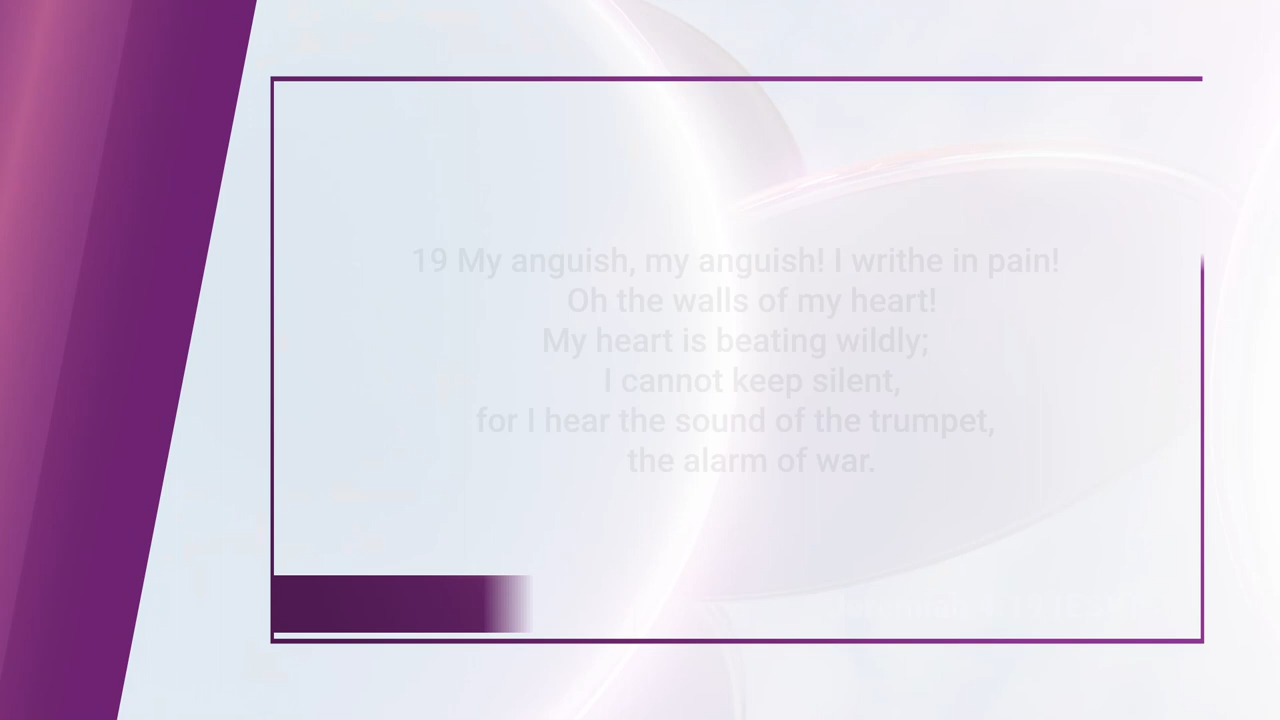 19 My anguish, my anguish! I writhe in pain!
Oh the walls of my heart!
My heart is beating wildly;
I cannot keep silent,
for I hear the sound of the trumpet,
the alarm of war.